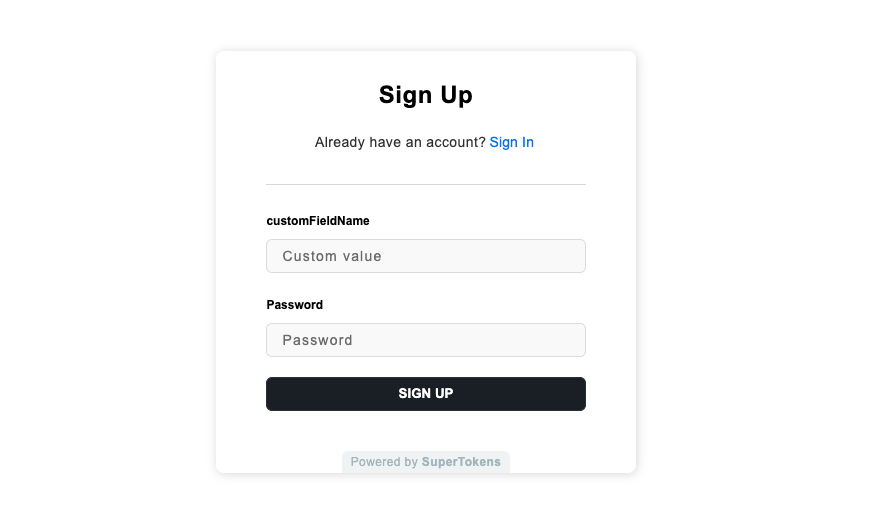 Sign Up
Already have an account? Sign In
customFieldName
Custom value
Password
Password
SIGN UP
Powered by SuperTokens